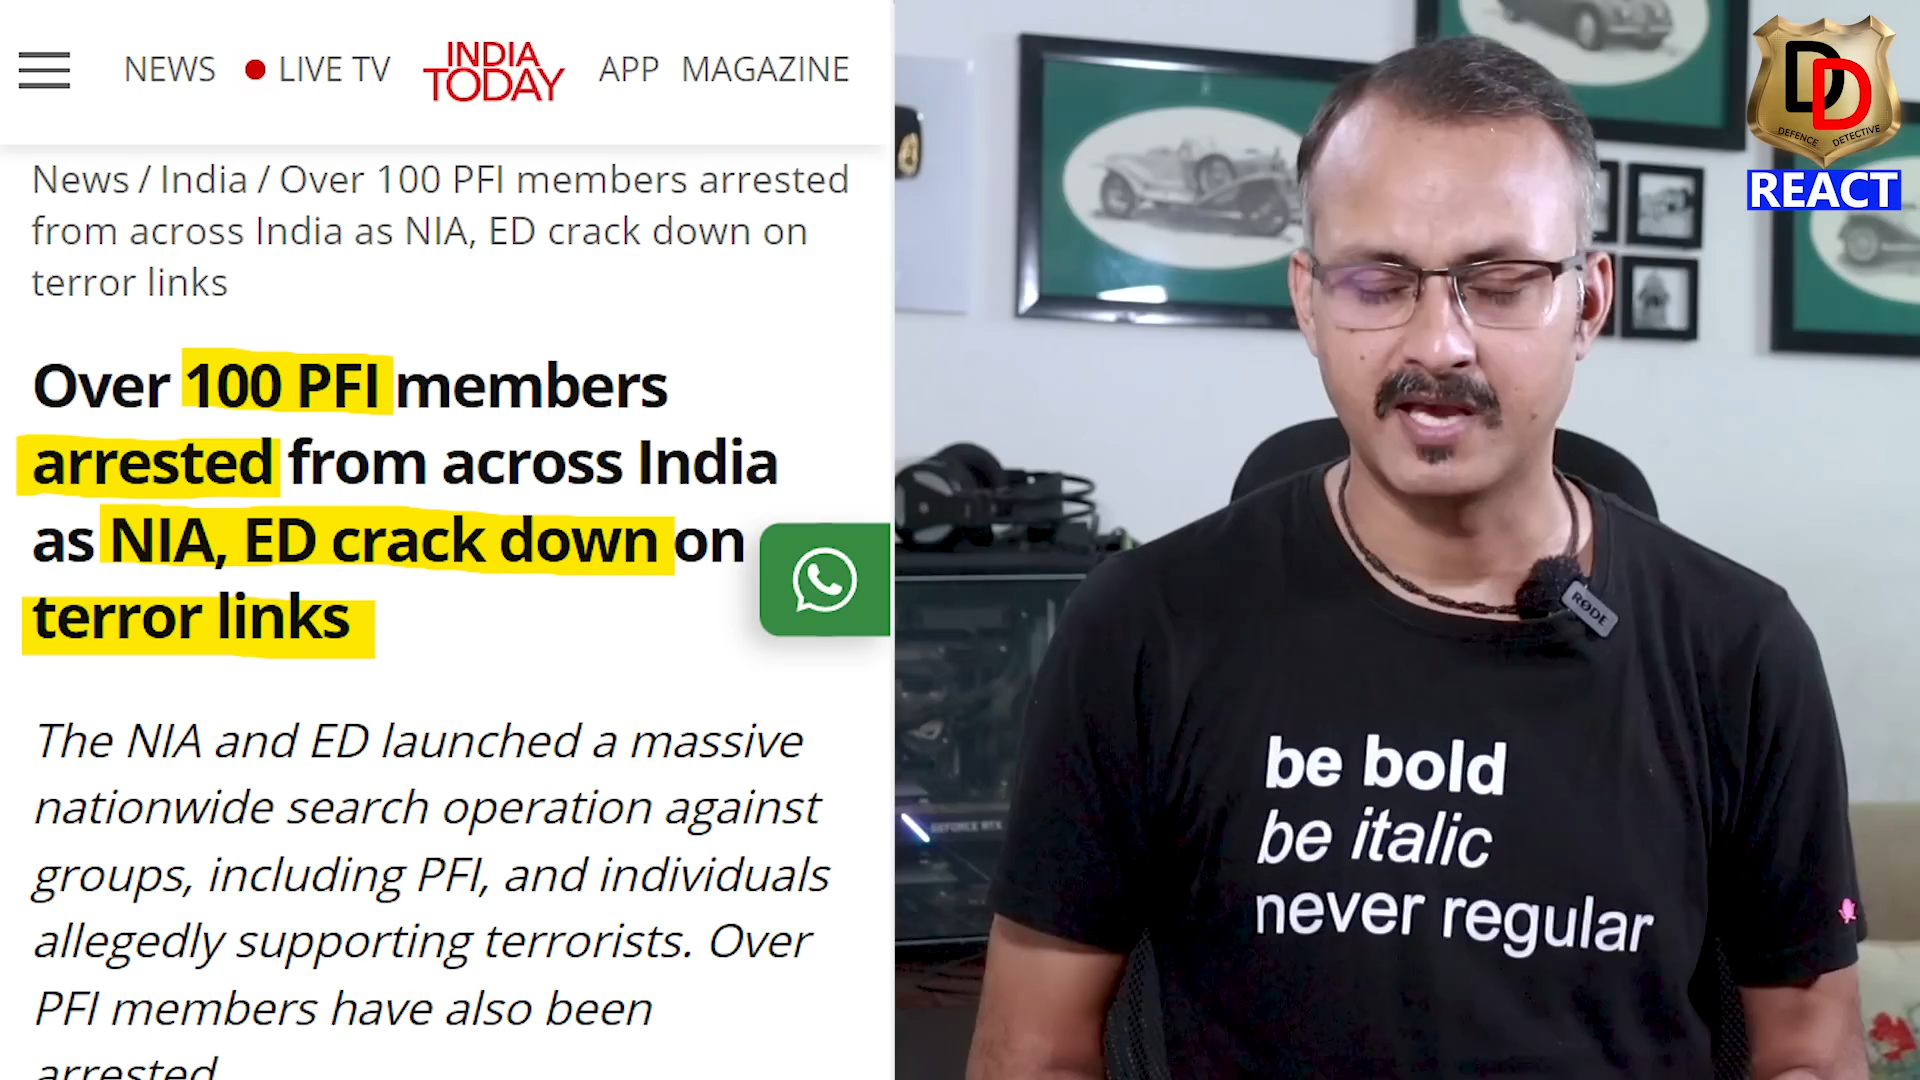 NEWS LIVE TV INDIA TODAY APP MAGAZINE
News / India / Over 100 PFI members arrested
from across India as NIA, ED crack down on
terror links
Over 100 PFI members
arrested from across India
as NIA, ED crack down on
terror links
The NIA and ED launched a massive
nationwide search operation against
groups, including PFI, and individuals
allegedly supporting terrorists. Over
PFI members have also been
arrested
DD
DEFENCE DETECTIVE
REACT
RØDE
be bold
be italic
never regular
GEFORCE RTX